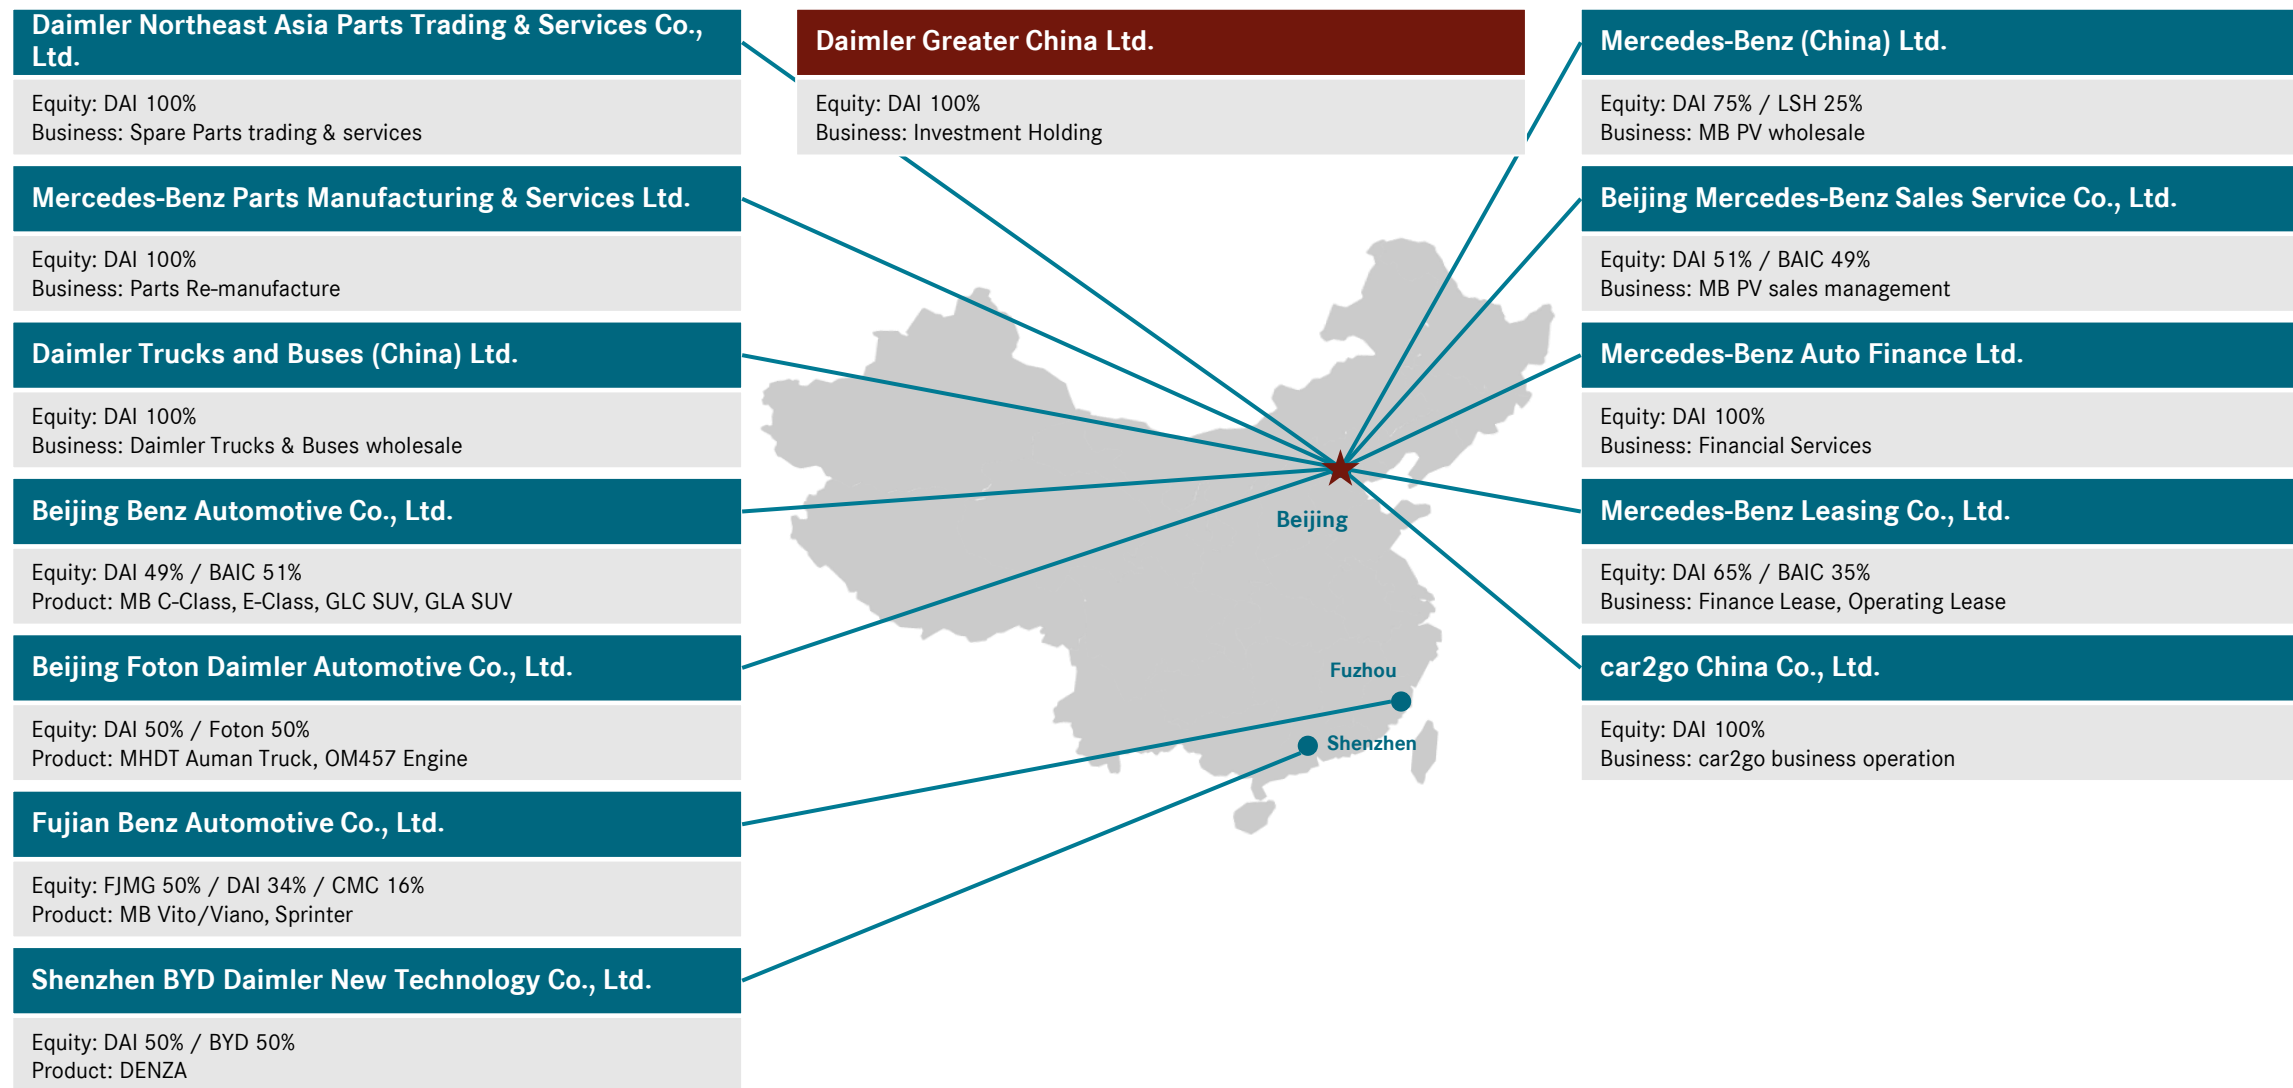 Daimler Northeast Asia Parts Trading & Services Co.,
Ltd.
Equity: DAI 100%
Business: Spare Parts trading & services
Mercedes-Benz Parts Manufacturing & Services Ltd.
Equity: DAI 100%
Business: Parts Re-manufacture
Daimler Trucks and Buses (China) Ltd.
Equity: DAI 100%
Business: Daimler Trucks & Buses wholesale
Beijing Benz Automotive Co., Ltd.
Equity: DAI 49% / BAIC 51%
Product: MB C-Class, E-Class, GLC SUV, GLA SUV
Beijing Foton Daimler Automotive Co., Ltd.
Equity: DAI 50% / Foton 50%
Product: MHDT Auman Truck, OM457 Engine
Fujian Benz Automotive Co., Ltd.
Equity: FJMG 50% / DAI 34% / CMC 16%
Product: MB Vito/Viano, Sprinter
Shenzhen BYD Daimler New Technology Co., Ltd.
Equity: DAI 50% / BYD 50%
Product: DENZA
Daimler Greater China Ltd.
Equity: DAI 100%
Business: Investment Holding
Beijing
Fuzhou
Shenzhen
Mercedes-Benz (China) Ltd.
Equity: DAI 75% / LSH 25%
Business: MB PV wholesale
Beijing Mercedes-Benz Sales Service Co., Ltd.
Equity: DAI 51% / BAIC 49%
Business: MB PV sales management
Mercedes-Benz Auto Finance Ltd.
Equity: DAI 100%
Business: Financial Services
Mercedes-Benz Leasing Co., Ltd.
Equity: DAI 65% / BAIC 35%
Business: Finance Lease, Operating Lease
car2go China Co., Ltd.
Equity: DAI 100%
Business: car2go business operation